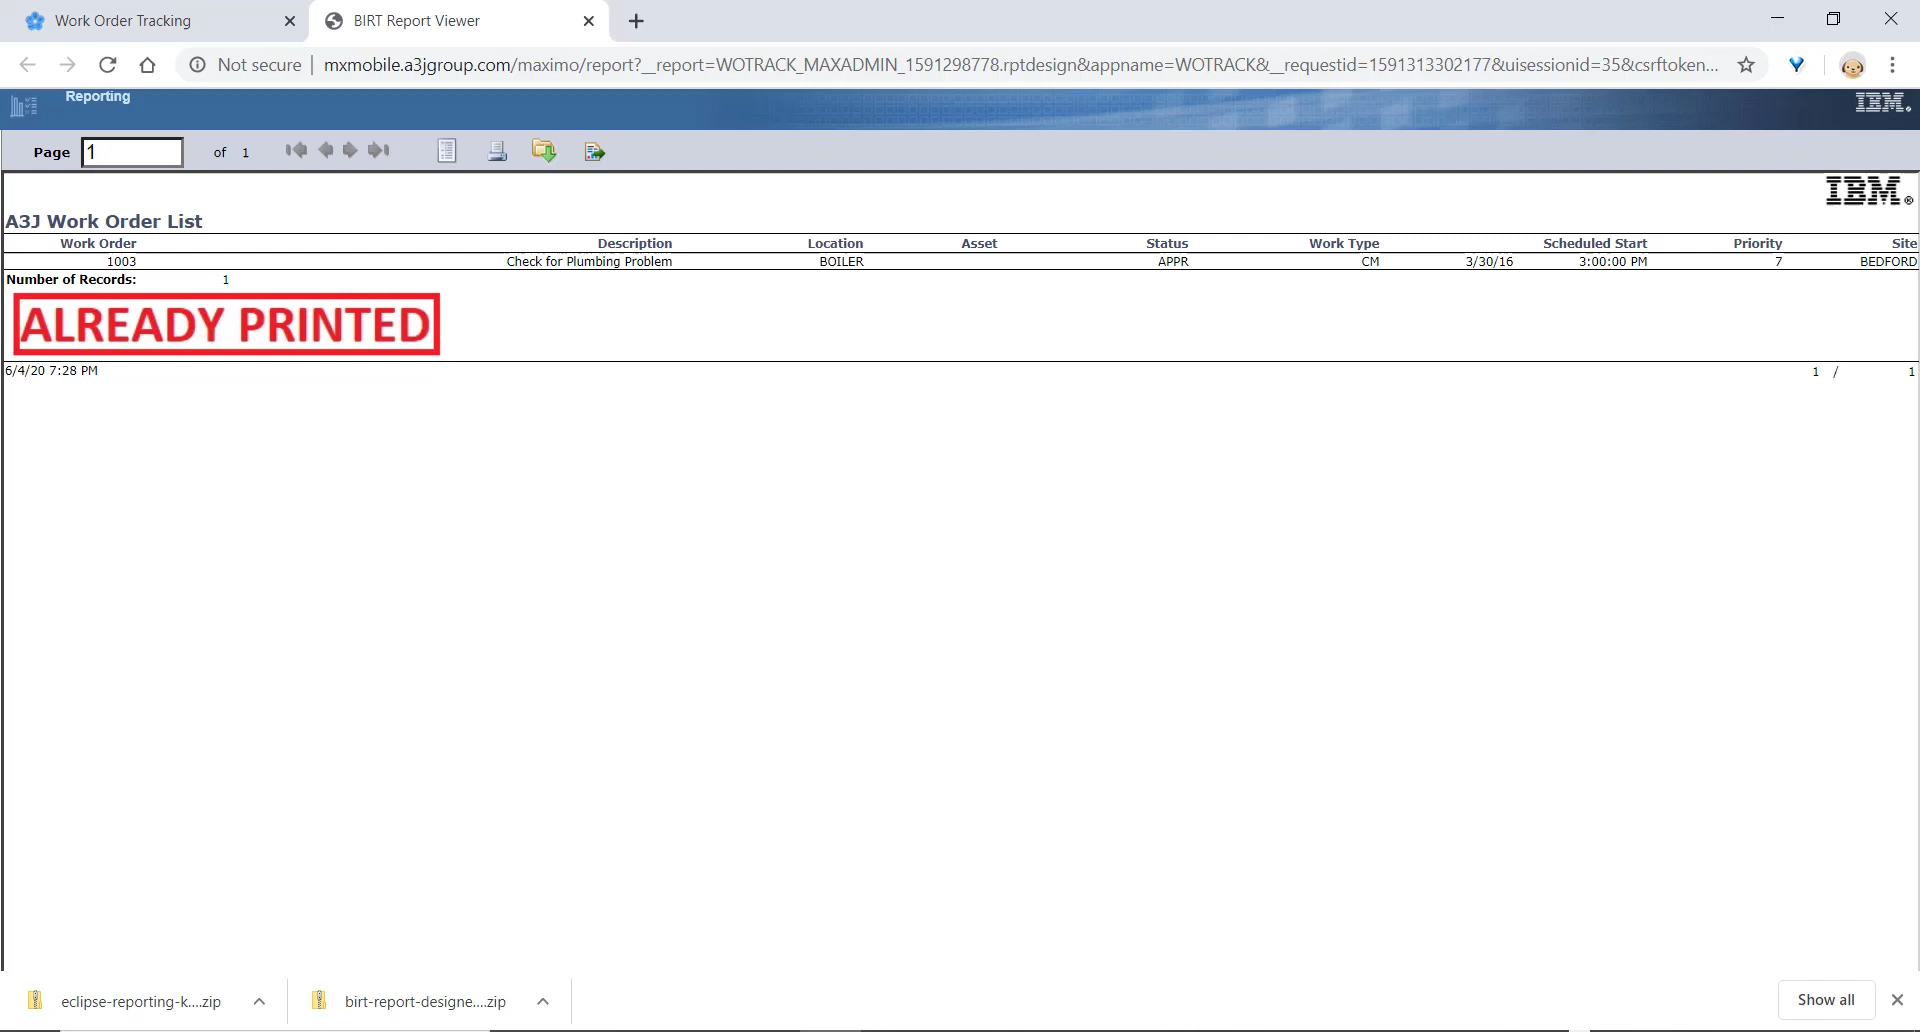 Work Order Tracking
BIRT Report Viewer
Not secure | mxmobile.a3jgroup.com/maximo/report?__report=WOTRACK_MAXADMIN_1591298778.rptdesign&appname=WOTRACK&__requestid=1591313302177&uisessionid=35&csrftoken...
Reporting
IBM.
Page 1 of 1
IBM®
A3J Work Order List
Work Order Description Location Asset Status Work Type Scheduled Start Priority Site
1003 Check for Plumbing Problem BOILER APPR CM 3/30/16 3:00:00 PM 7 BEDFORD
Number of Records: 1
ALREADY PRINTED
6/4/20 7:28 PM 1 / 1
eclipse-reporting-k....zip birt-report-designe....zip Show all